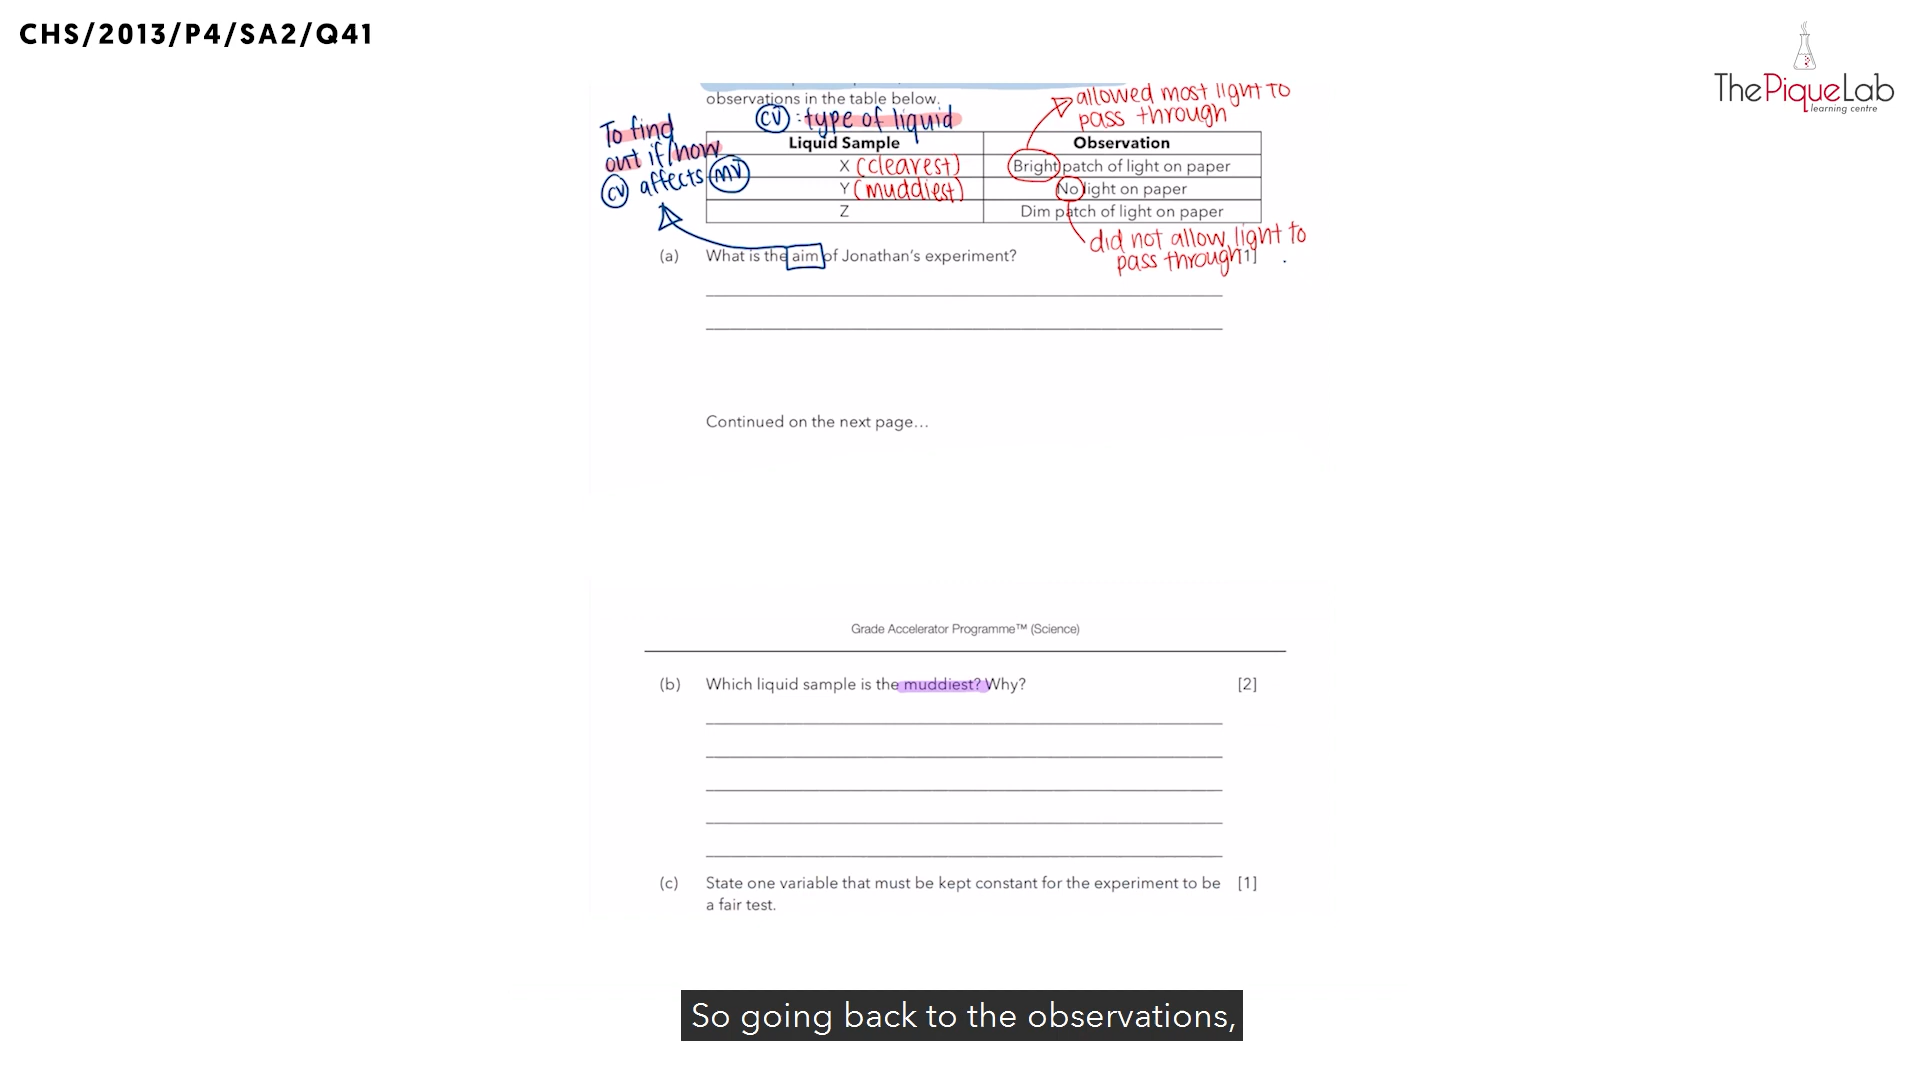 CHS/2013/P4/SA2/Q41
ThePiqueLab
learning centre
observations in the table below.
allowed most light to
pass through
CV : type of liquid
To find
out if/how
CV affects MV
Liquid Sample Observation
X (clearest) Bright patch of light on paper
Y (muddiest) No light on paper
Z Dim patch of light on paper
did not allow light to
pass through
(a) What is the aim of Jonathan's experiment? 1]
Continued on the next page...
Grade Accelerator Programme™ (Science)
(b) Which liquid sample is the muddiest? Why? [2]
(c) State one variable that must be kept constant for the experiment to be [1]
a fair test.
So going back to the observations,